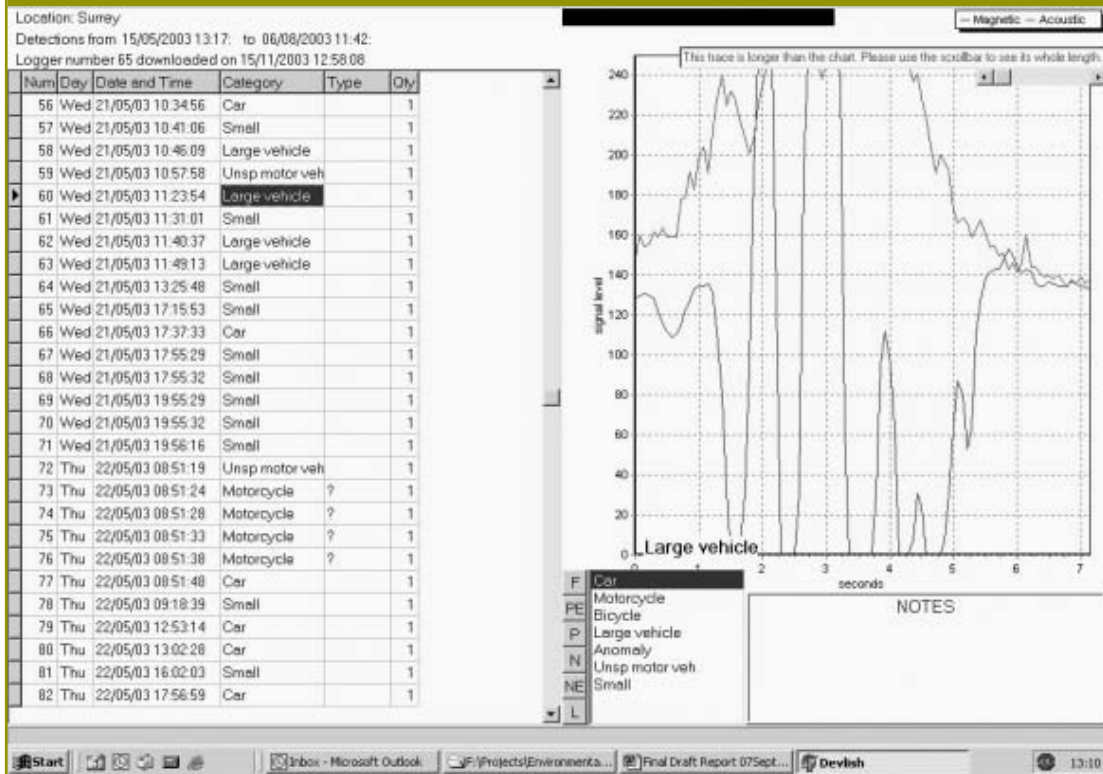 Location: Surrey
Detections from 15/05/2003 13:17: to 06/08/2003 11:42:
Logger number 65 downloaded on 15/11/2003 12:58:08
Num Day Date and Time Category Type Qty
56 Wed 21/05/03 10:34:56 Car 1
57 Wed 21/05/03 10:41:06 Small 1
58 Wed 21/05/03 10:46:09 Large vehicle 1
59 Wed 21/05/03 10:57:58 Unsp motor veh 1
60 Wed 21/05/03 11:23:54 Large vehicle 1
61 Wed 21/05/03 11:31:01 Small 1
62 Wed 21/05/03 11:40:37 Large vehicle 1
63 Wed 21/05/03 11:49:13 Large vehicle 1
64 Wed 21/05/03 13:25:48 Small 1
65 Wed 21/05/03 17:15:53 Small 1
66 Wed 21/05/03 17:37:33 Car 1
67 Wed 21/05/03 17:55:29 Small 1
68 Wed 21/05/03 17:55:32 Small 1
69 Wed 21/05/03 19:55:29 Small 1
70 Wed 21/05/03 19:55:32 Small 1
71 Wed 21/05/03 19:56:16 Small 1
72 Thu 22/05/03 08:51:19 Unsp motor veh 1
73 Thu 22/05/03 08:51:24 Motorcycle ? 1
74 Thu 22/05/03 08:51:28 Motorcycle ? 1
75 Thu 22/05/03 08:51:33 Motorcycle ? 1
76 Thu 22/05/03 08:51:38 Motorcycle ? 1
77 Thu 22/05/03 08:51:48 Car 1
78 Thu 22/05/03 09:18:39 Small 1
79 Thu 22/05/03 12:53:14 Car 1
80 Thu 22/05/03 13:02:28 Car 1
81 Thu 22/05/03 16:02:03 Small 1
82 Thu 22/05/03 17:56:59 Car 1
Magnetic Acoustic
This trace is longer than the chart. Please use the scrollbar to see its whole length.
240
220
200
180
160
140
120
100
80
60
40
20
0
signal level
Large vehicle
0 1 2 3 4 5 6 7
seconds
F
PE
P
N
NE
L
Car
Motorcycle
Bicycle
Large vehicle
Anomaly
Unsp motor veh
Small
NOTES
Start
Inbox - Microsoft Outlook
F:\Projects\Environmenta...
Final Draft Report 07Sept...
Devlish
13:10